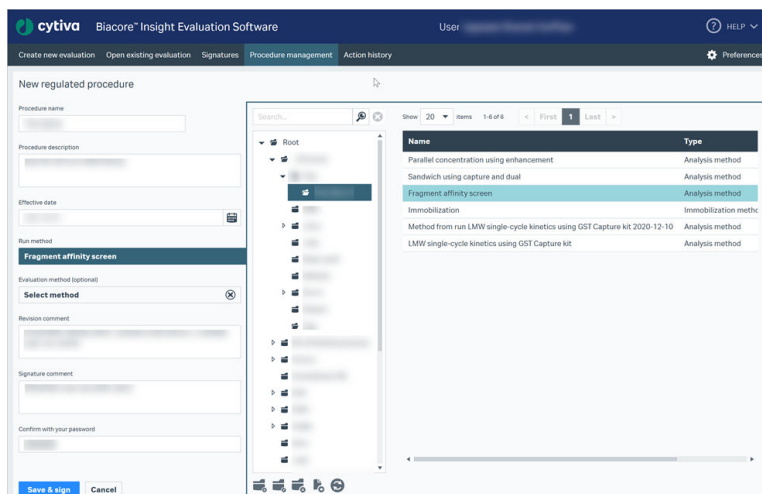 cytiva Biacore™ Insight Evaluation Software User HELP
Create new evaluation Open existing evaluation Signatures Procedure management Action history Preferences
New regulated procedure
Procedure name
Procedure description
Effective date
Run method
Fragment affinity screen
Evaluation method (optional)
Select method
Revision comment
Signature comment
Confirm with your password
Save & sign Cancel
Search...
Root
Show 20 items 1-6 of 6 < First 1 Last >
Name Type
Parallel concentration using enhancement Analysis method
Sandwich using capture and dual Analysis method
Fragment affinity screen Analysis method
Immobilization Immobilization metho
Method from run LMW single-cycle kinetics using GST Capture kit 2020-12-10 Analysis method
LMW single-cycle kinetics using GST Capture kit Analysis method